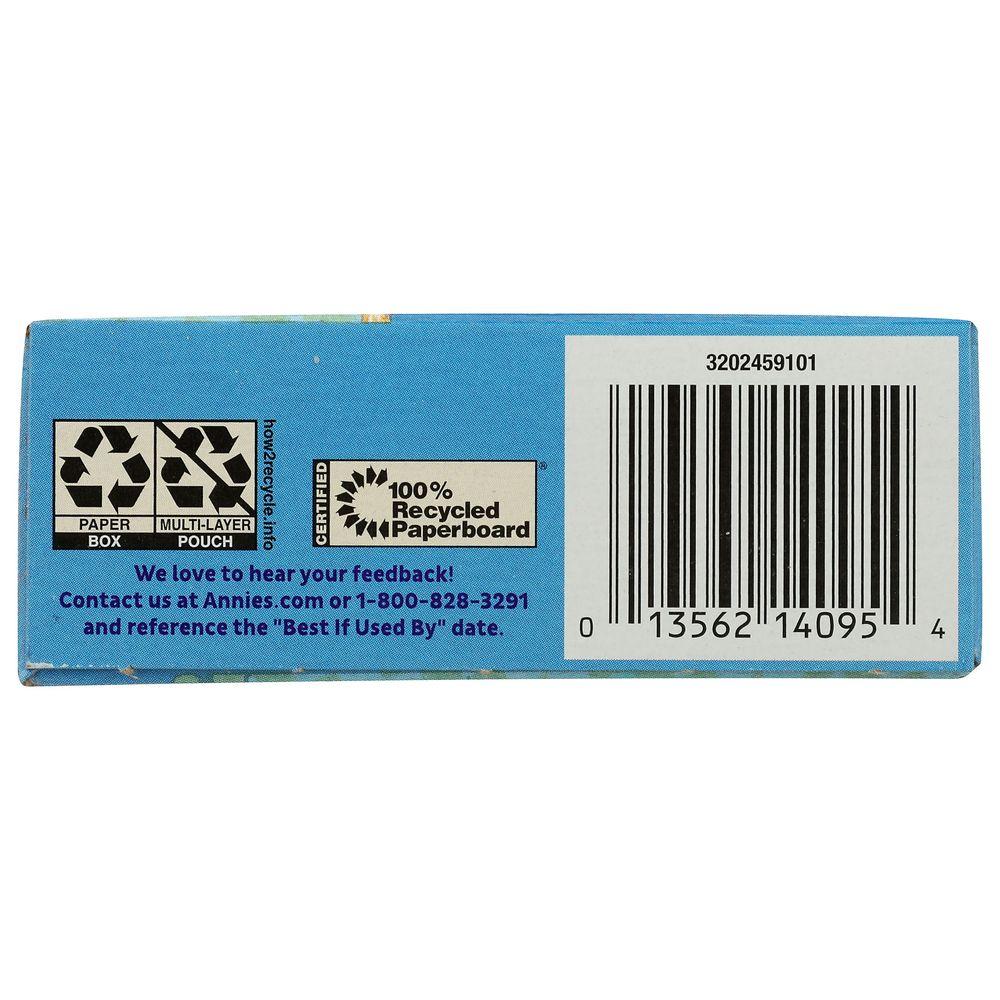 3202459101
how2recycle.info
PAPER
BOX
MULTI-LAYER
POUCH
CERTIFIED
100%
Recycled
Paperboard
®
We love to hear your feedback!
Contact us at Annies.com or 1-800-828-3291
and reference the "Best If Used By" date.
0 13562 14095 4